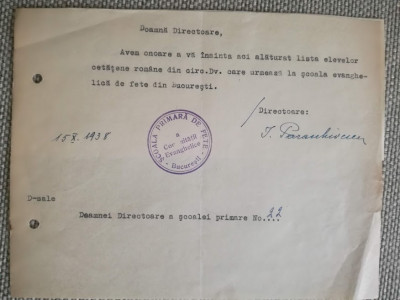 Doamnă Directoare,
Avem onoare a vă înainta aci alăturat lista elevelor
cetățene române din circ.Bv. care urmează la școala evanghe-
lică de fete din București.
Directoare:
15 X. 1938
ȘCOALA PRIMARĂ DE FETE
a
Evanghelice
București
D-sale
Doamnei Directoare a școalei primare No. 22